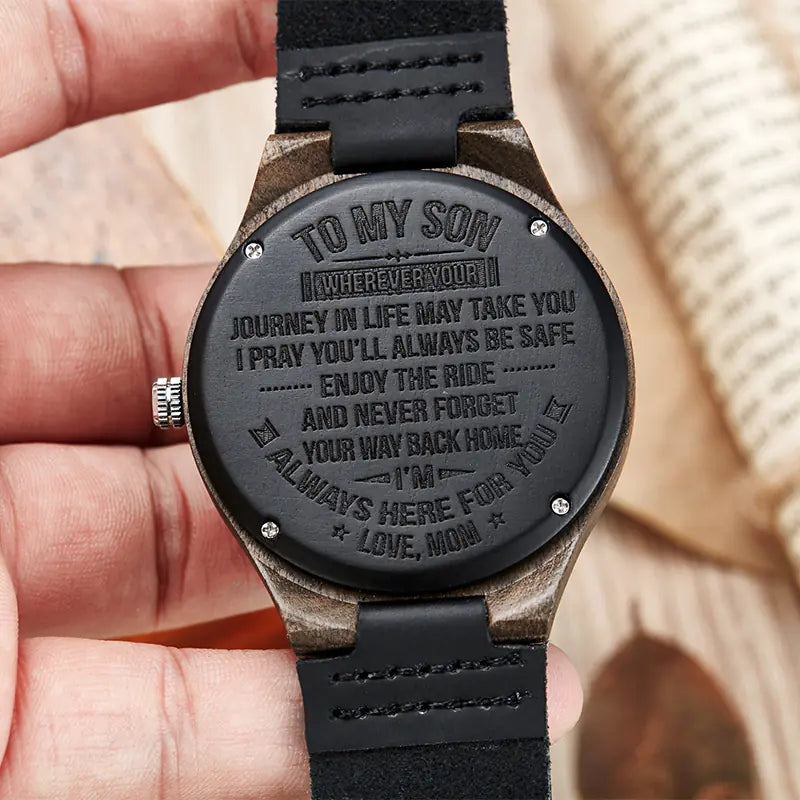 TO MY SON
WHEREVER YOUR
JOURNEY IN LIFE MAY TAKE YOU
I PRAY YOU'LL ALWAYS BE SAFE
ENJOY THE RIDE
AND NEVER FORGET
YOUR WAY BACK HOME
I'M
ALWAYS HERE FOR YOU
LOVE, MOM